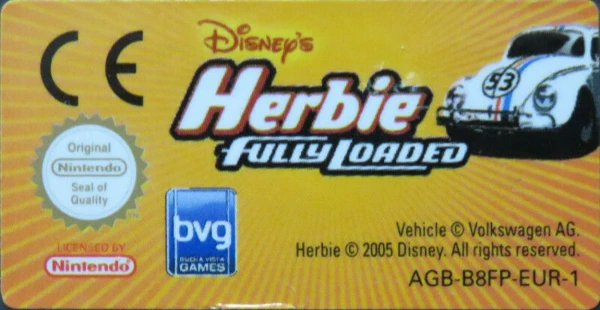 CE
Disney's
Herbie
FULLY LOADED
53
Original
Nintendo
Seal of
Quality
TM
LICENSED BY
Nintendo
bvg
BUENA VISTA
GAMES
Vehicle © Volkswagen AG.
Herbie © 2005 Disney. All rights reserved.
AGB-B8FP-EUR-1